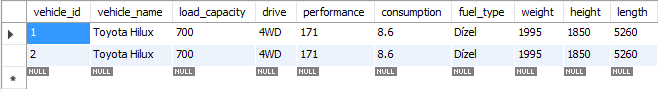 vehicle_id vehicle_name load_capacity drive performance consumption fuel_type weight height length
1 Toyota Hilux 700 4WD 171 8.6 Dízel 1995 1850 5260
2 Toyota Hilux 700 4WD 171 8.6 Dízel 1995 1850 5260
* NULL NULL NULL NULL NULL NULL NULL NULL NULL NULL